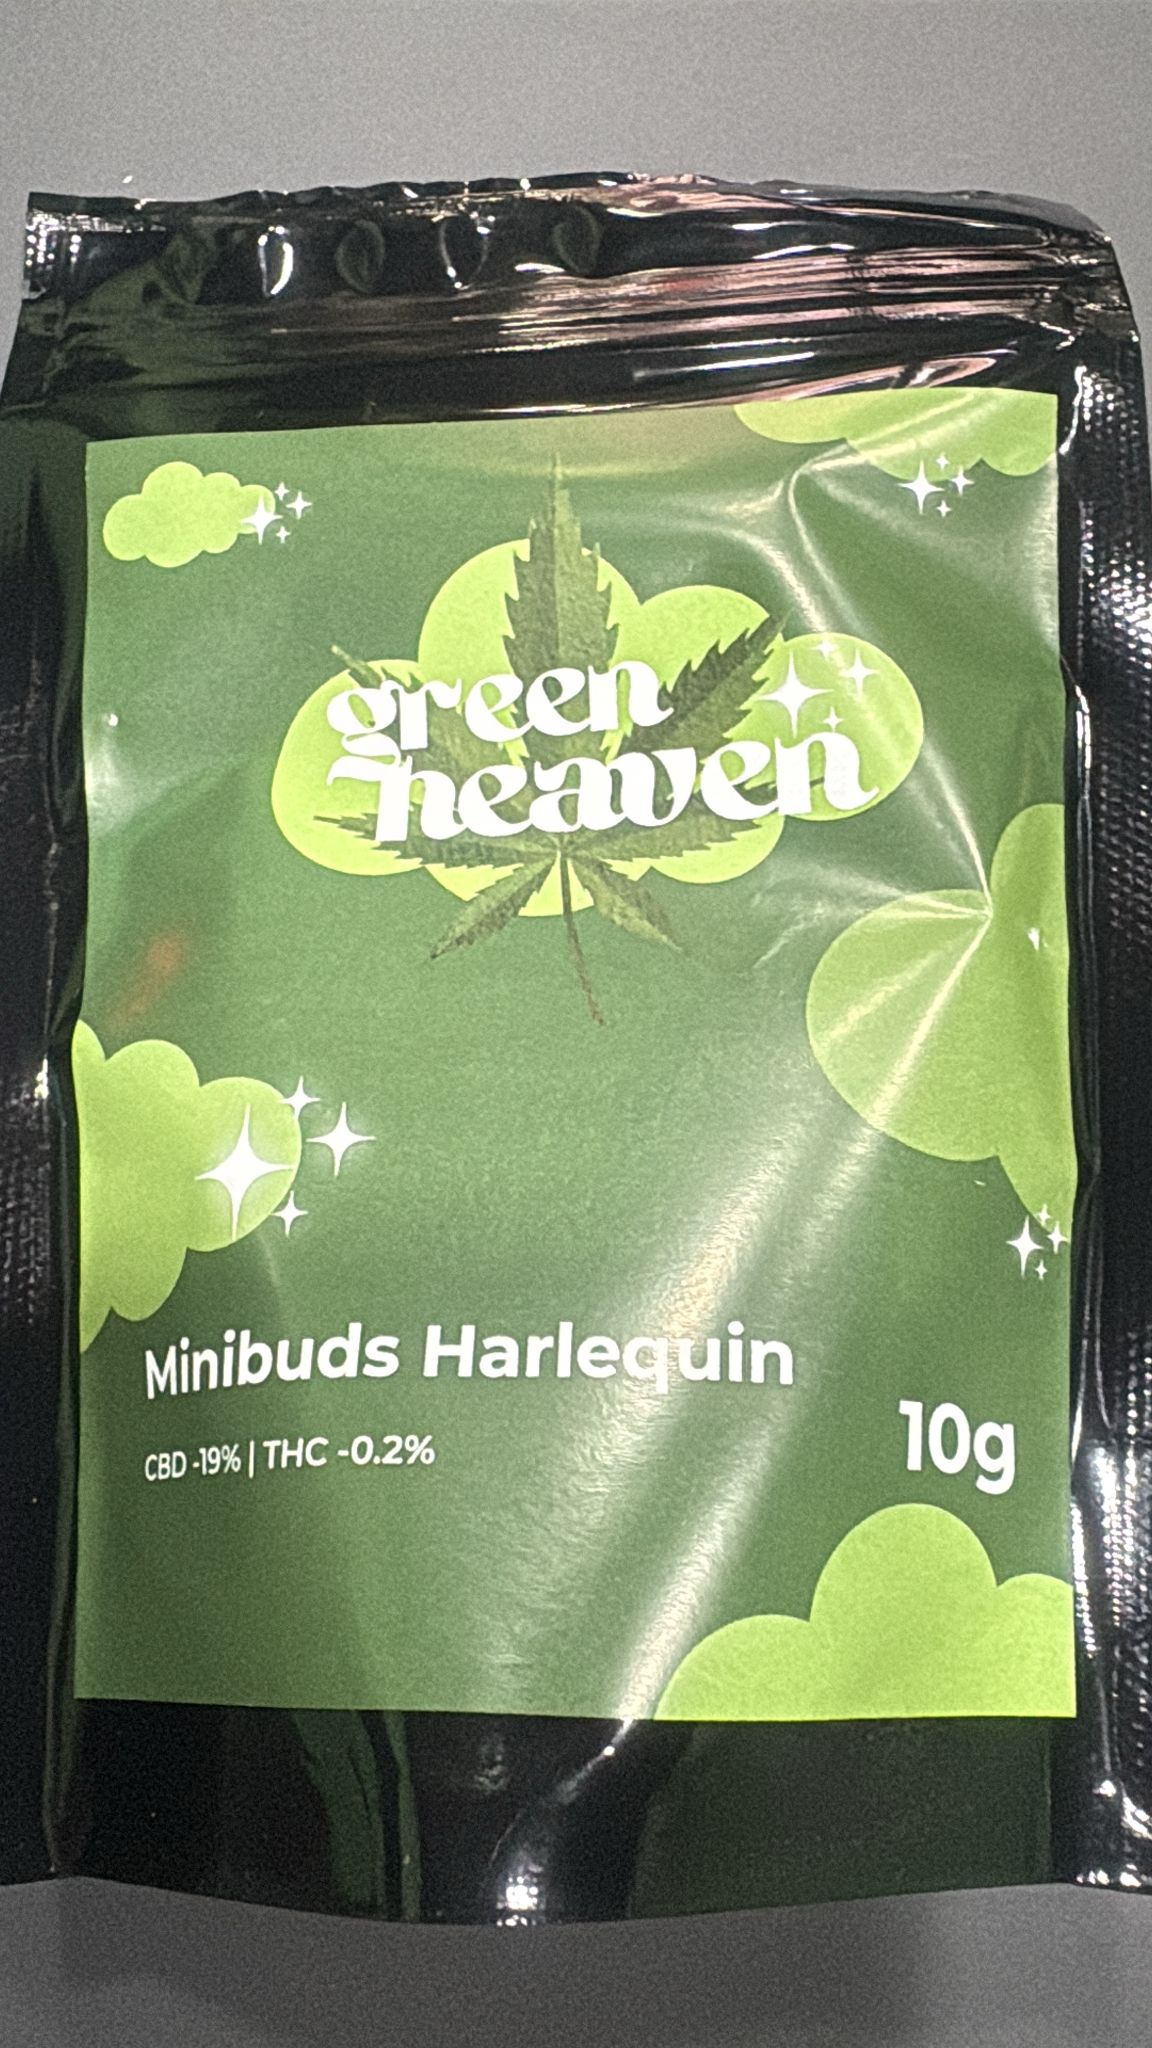 green
heaven
Minibuds Harlequin
CBD -19% | THC -0.2%
10g